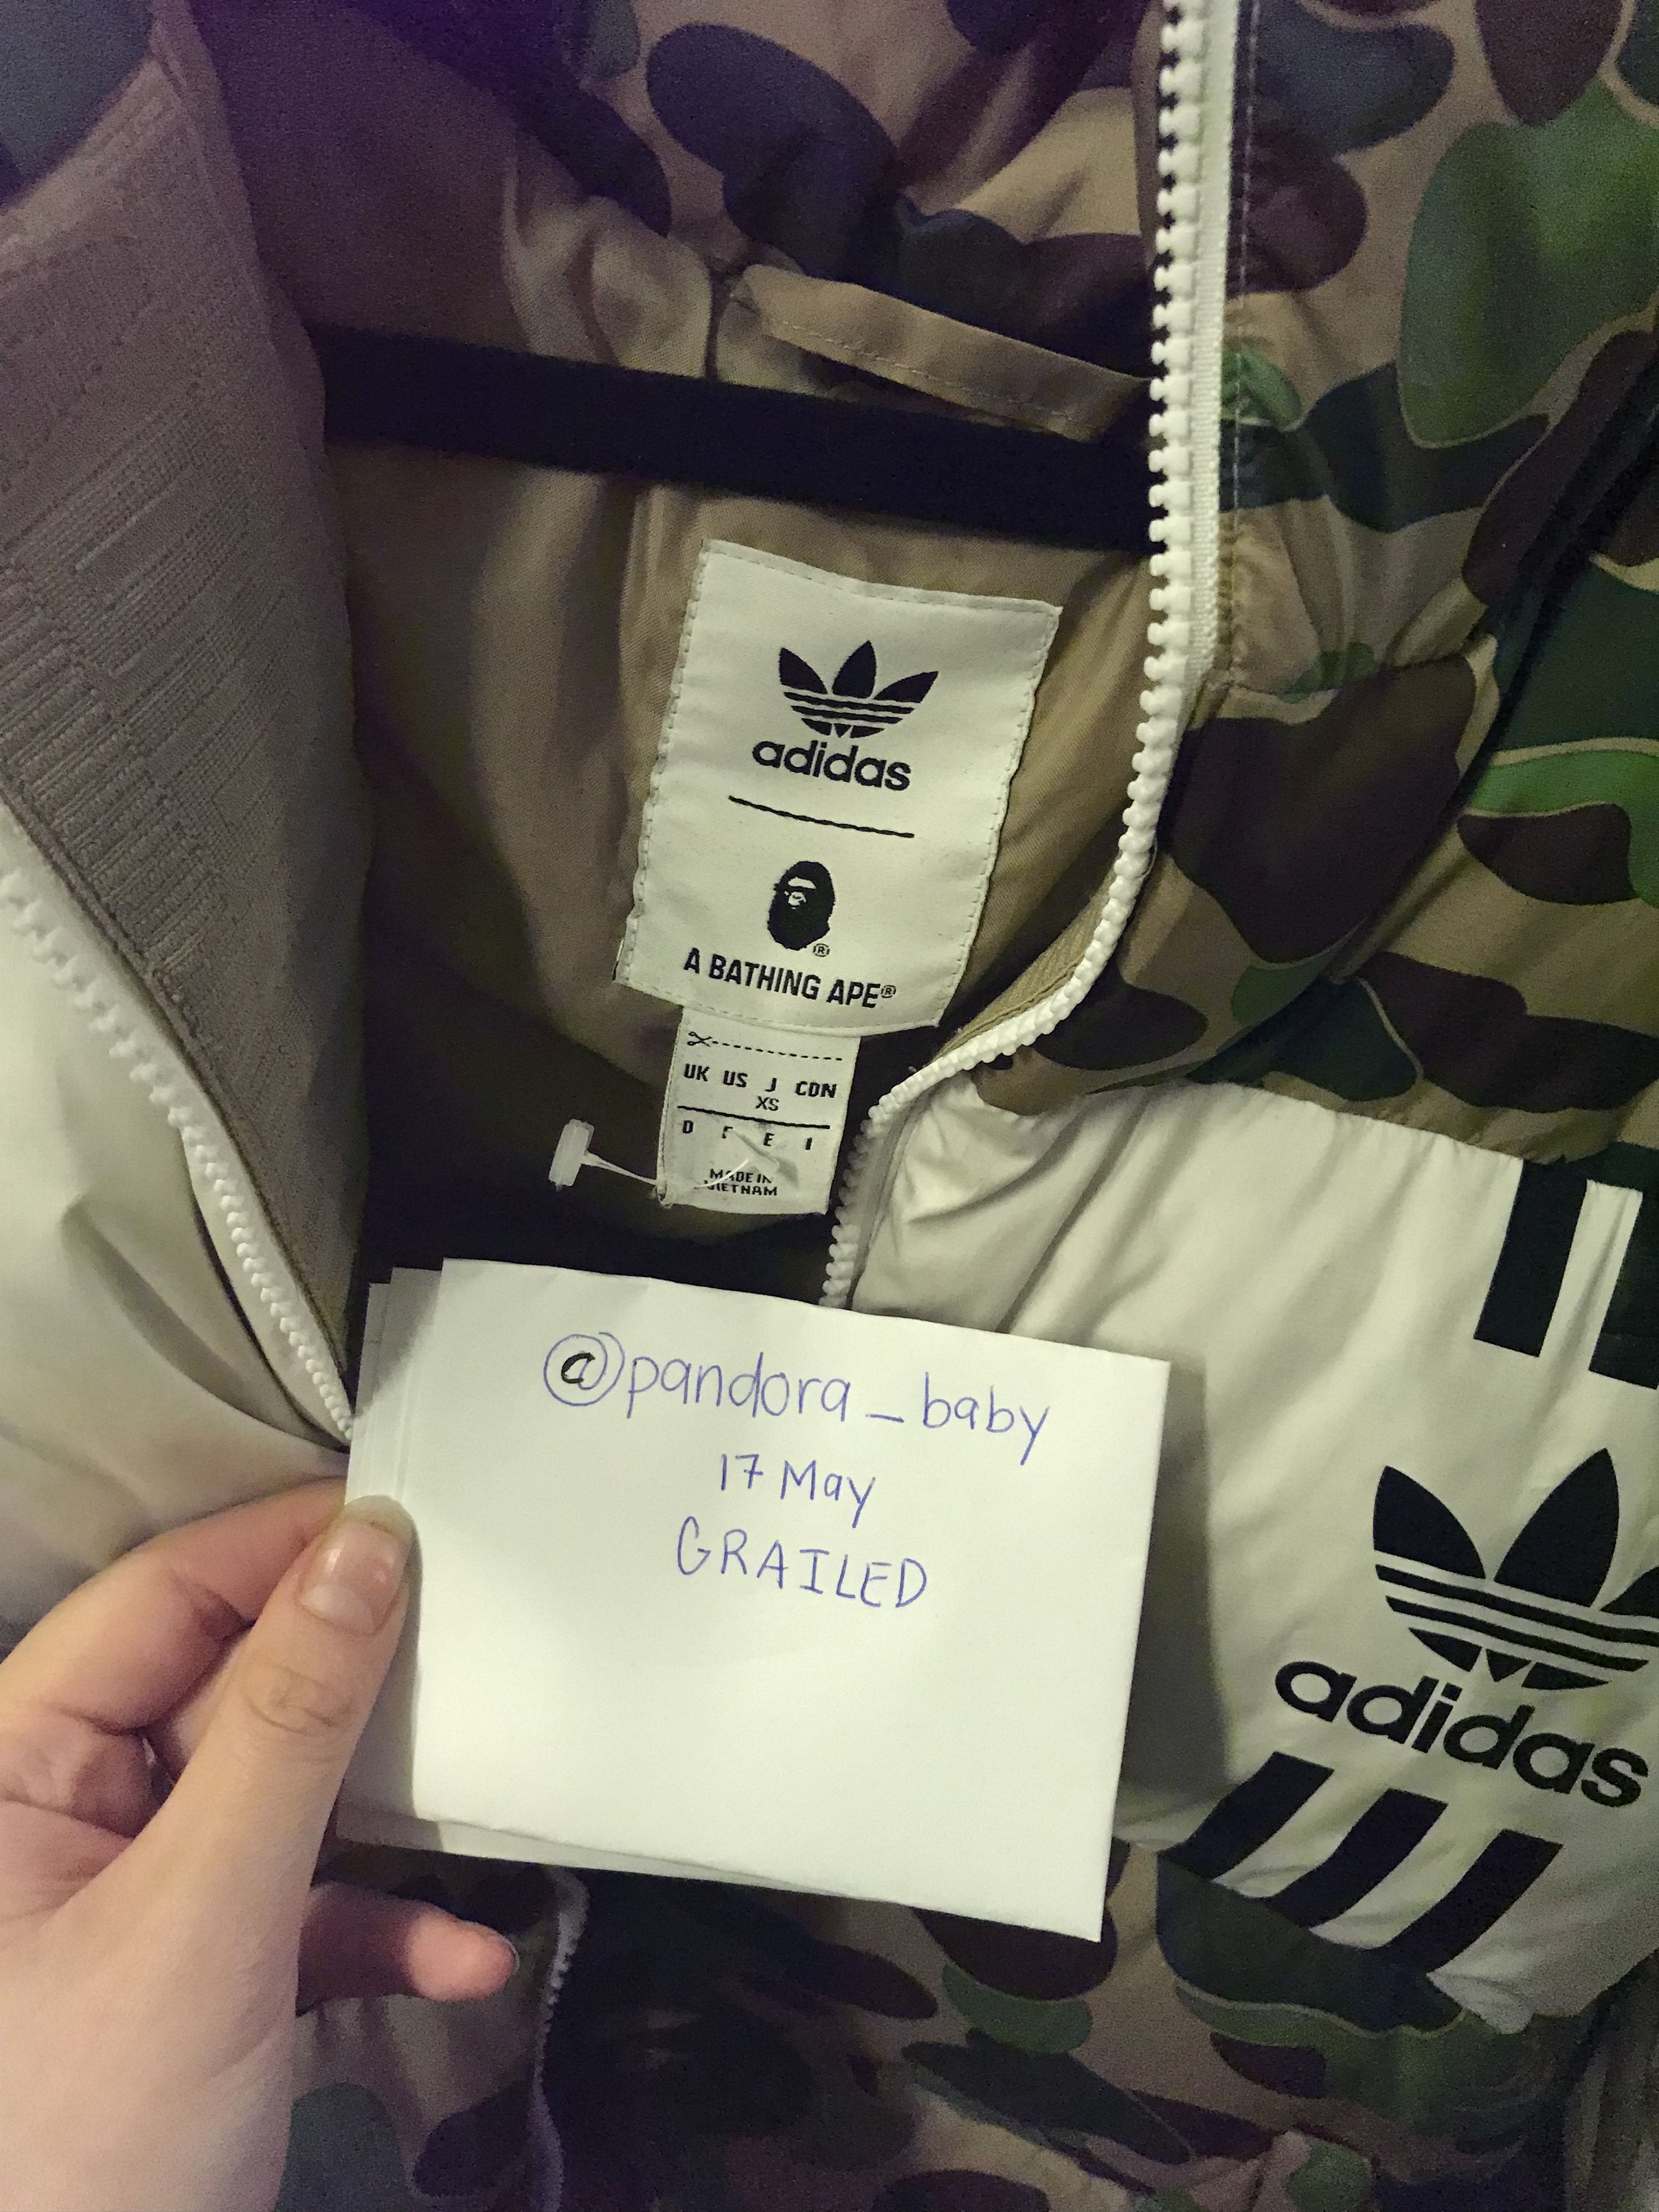 adidas
®
A BATHING APE®
UK US J CDN
XS
D F E I
MADE IN
VIETNAM
@pandora_baby
17 May
GRAILED
adidas